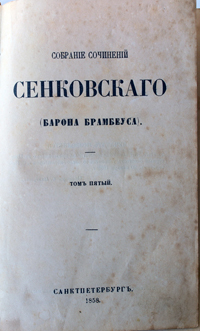 СОБРАНІЕ СОЧИНЕНІЙ
СЕНКОВСКАГО
(БАРОНА БРАМБЕУСА).
ТОМЪ ПЯТЫЙ.
САНКТПЕТЕРБУРГЪ.
1858.